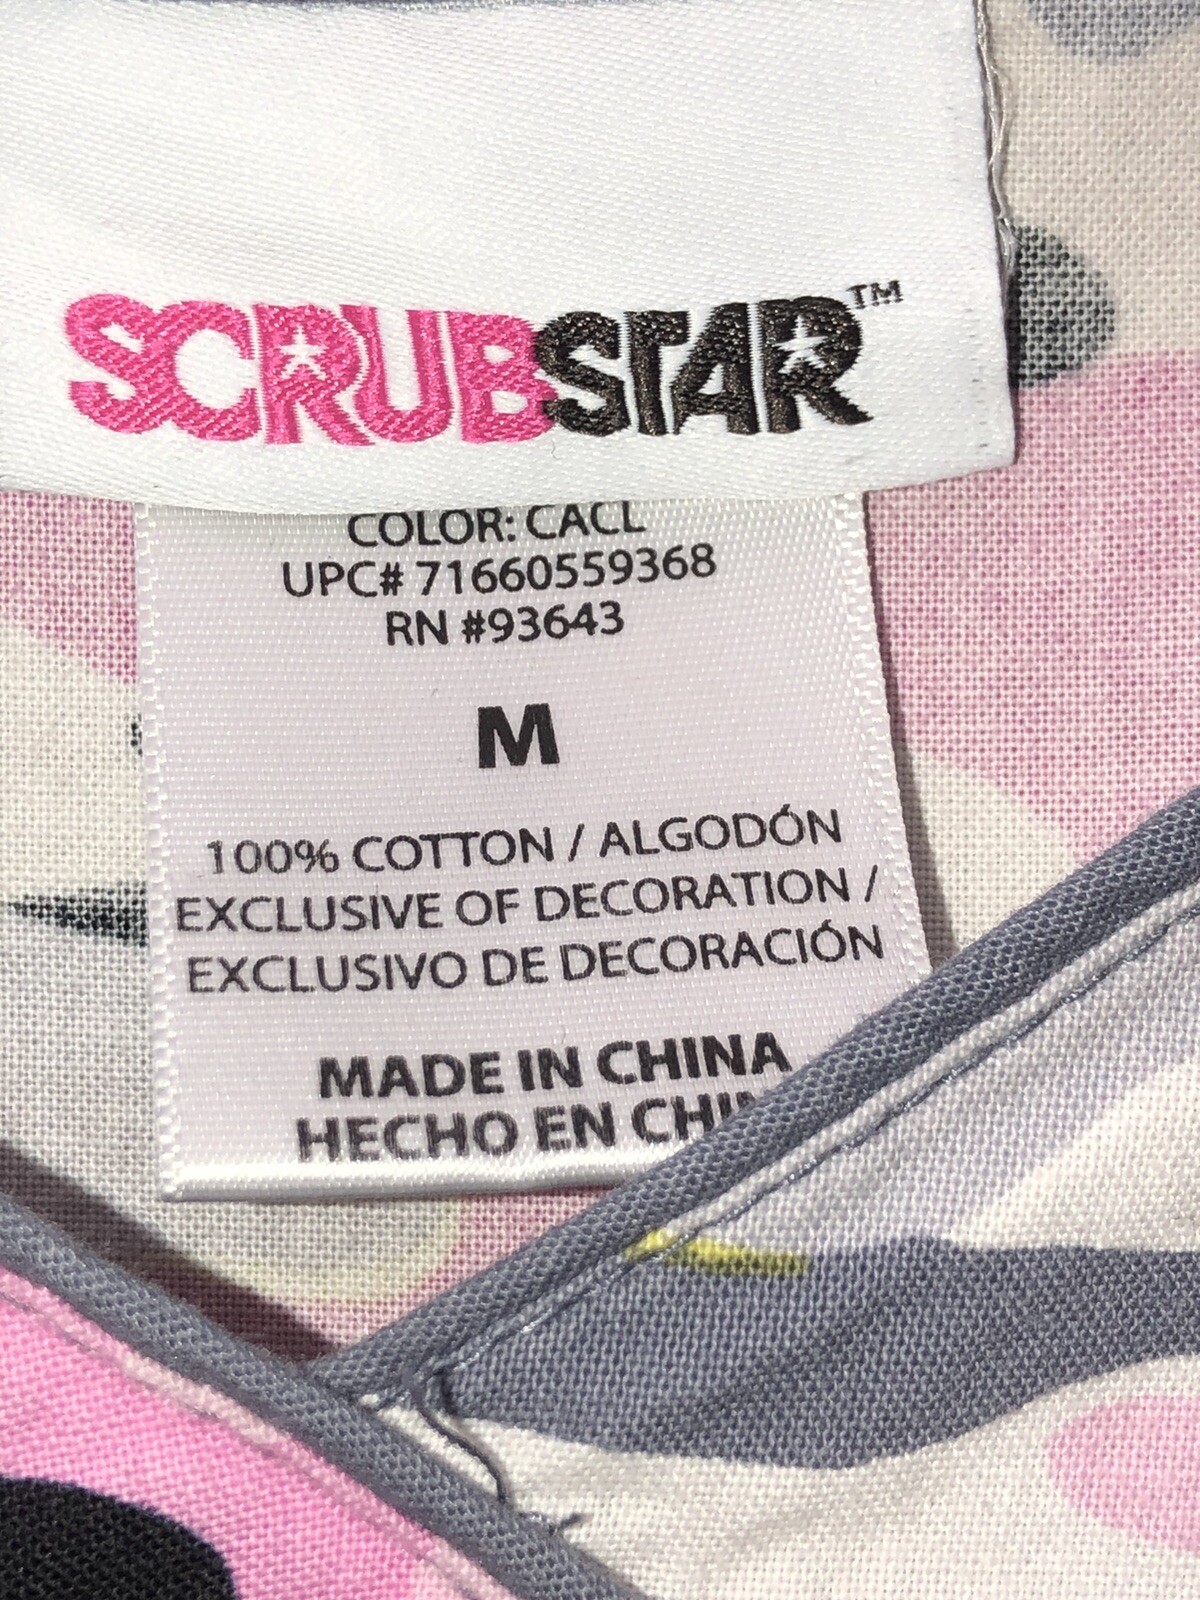 SCRUBSTAR™
COLOR: CACL
UPC# 71660559368
RN #93643
M
100% COTTON / ALGODÓN
EXCLUSIVE OF DECORATION /
EXCLUSIVO DE DECORACIÓN
MADE IN CHINA
HECHO EN